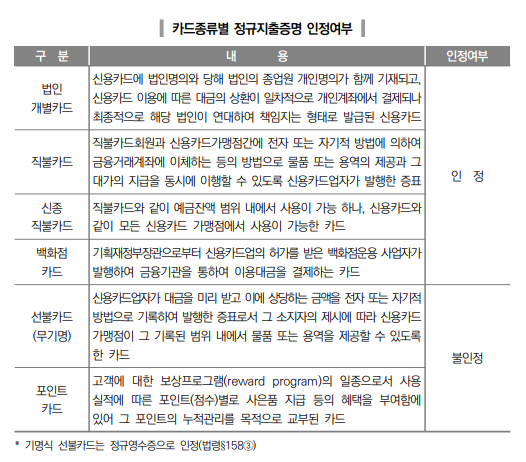 카드종류별 정규지출증명 인정여부
구 분 내 용 인정여부
법인
개별카드
신용카드에 법인명의와 당해 법인의 종업원 개인명의가 함께 기재되고,
신용카드 이용에 따른 대금의 상환이 일차적으로 개인계좌에서 결제되나
최종적으로 해당 법인이 연대하여 책임지는 형태로 발급된 신용카드
직불카드
직불카드회원과 신용카드가맹점간에 전자 또는 자기적 방법에 의하여
금융거래계좌에 이체하는 등의 방법으로 물품 또는 용역의 제공과 그
대가의 지급을 동시에 이행할 수 있도록 신용카드업자가 발행한 증표
신종
직불카드
직불카드와 같이 예금잔액 범위 내에서 사용이 가능 하나, 신용카드와
같이 모든 신용카드 가맹점에서 사용이 가능한 카드
백화점
카드
기획재정부장관으로부터 신용카드업의 허가를 받은 백화점운용 사업자가
발행하여 금융기관을 통하여 이용대금을 결제하는 카드
인 정
선불카드
(무기명)
신용카드업자가 대금을 미리 받고 이에 상당하는 금액을 전자 또는 자기적
방법으로 기록하여 발행한 증표로서 그 소지자의 제시에 따라 신용카드
가맹점이 그 기록된 범위 내에서 물품 또는 용역을 제공할 수 있도록
한 카드
포인트
카드
고객에 대한 보상프로그램(reward program)의 일종으로서 사용
실적에 따른 포인트(점수)별로 사은품 지급 등의 혜택을 부여함에
있어 그 포인트의 누적관리를 목적으로 교부된 카드
불인정
* 기명식 선불카드는 정규영수증으로 인정(법령§158③)